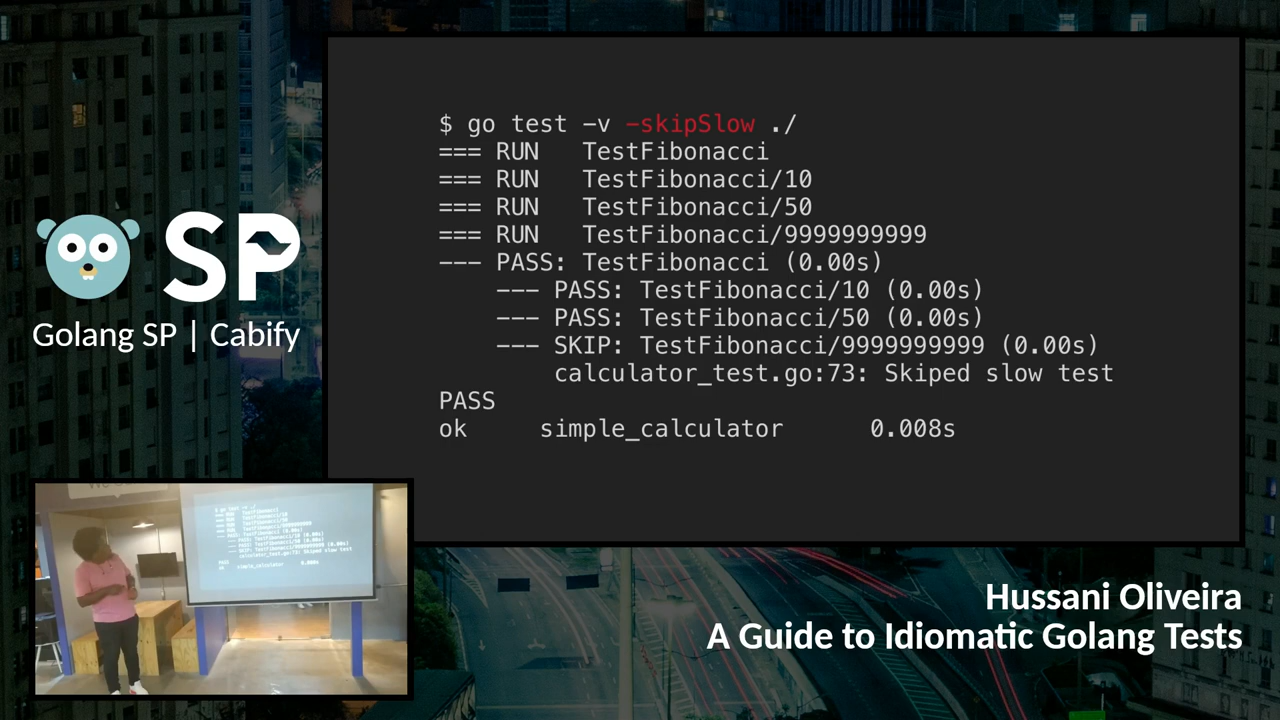 $ go test -v -skipSlow ./
=== RUN   TestFibonacci
=== RUN   TestFibonacci/10
=== RUN   TestFibonacci/50
=== RUN   TestFibonacci/9999999999
--- PASS: TestFibonacci (0.00s)
    --- PASS: TestFibonacci/10 (0.00s)
    --- PASS: TestFibonacci/50 (0.00s)
    --- SKIP: TestFibonacci/9999999999 (0.00s)
        calculator_test.go:73: Skiped slow test
PASS
ok     simple_calculator      0.008s
SP
Golang SP | Cabify
Hussani Oliveira
A Guide to Idiomatic Golang Tests